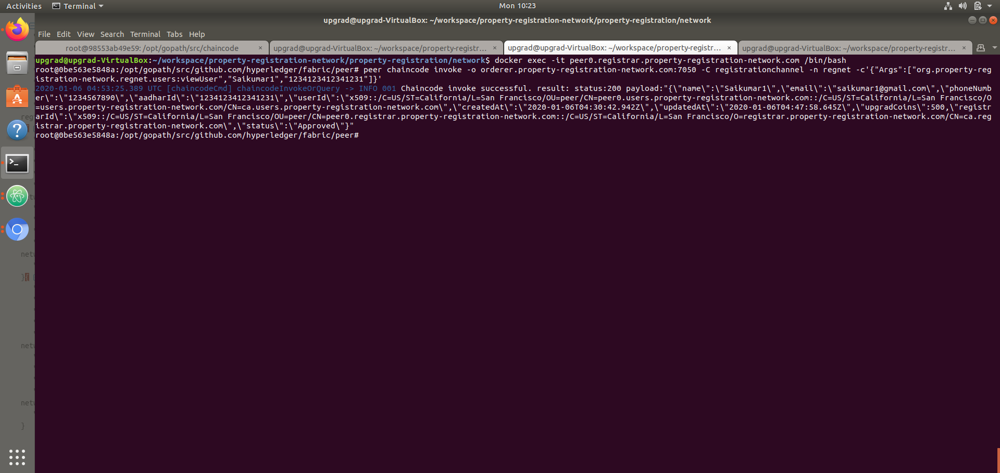 Activities Terminal Mon 10:23
upgrad@upgrad-VirtualBox: ~/workspace/property-registration-network/property-registration/network
File Edit View Search Terminal Tabs Help
root@98553ab49e59: /opt/gopath/src/chaincode × upgrad@upgrad-VirtualBox: ~/workspace/property-registr... × upgrad@upgrad-VirtualBox: ~/workspace/property-registr... × upgrad@upgrad-VirtualBox: ~/workspace/property-registr... ×
upgrad@upgrad-VirtualBox:~/workspace/property-registration-network/property-registration/network$ docker exec -it peer0.registrar.property-registration-network.com /bin/bash
root@0be563e5848a:/opt/gopath/src/github.com/hyperledger/fabric/peer# peer chaincode invoke -o orderer.property-registration-network.com:7050 -C registrationchannel -n regnet -c'{"Args":["org.property-reg
istration-network.regnet.users:viewUser","Saikumar1","1234123412341231"]}'
2020-01-06 04:53:25.389 UTC [chaincodeCmd] chaincodeInvokeOrQuery -> INFO 001 Chaincode invoke successful. result: status:200 payload:"{\"name\":\"Saikumar1\",\"email\":\"saikumar1@gmail.com\",\"phoneNumb
er\":\"1234567890\",\"aadharId\":\"1234123412341231\",\"userId\":\"x509::/C=US/ST=California/L=San Francisco/OU=peer/CN=peer0.users.property-registration-network.com::/C=US/ST=California/L=San Francisco/O
=users.property-registration-network.com/CN=ca.users.property-registration-network.com\",\"createdAt\":\"2020-01-06T04:30:42.942Z\",\"updatedAt\":\"2020-01-06T04:47:58.645Z\",\"upgradCoins\":500,\"registr
arId\":\"x509::/C=US/ST=California/L=San Francisco/OU=peer/CN=peer0.registrar.property-registration-network.com::/C=US/ST=California/L=San Francisco/O=registrar.property-registration-network.com/CN=ca.reg
istrar.property-registration-network.com\",\"status\":\"Approved\"}"
root@0be563e5848a:/opt/gopath/src/github.com/hyperledger/fabric/peer#